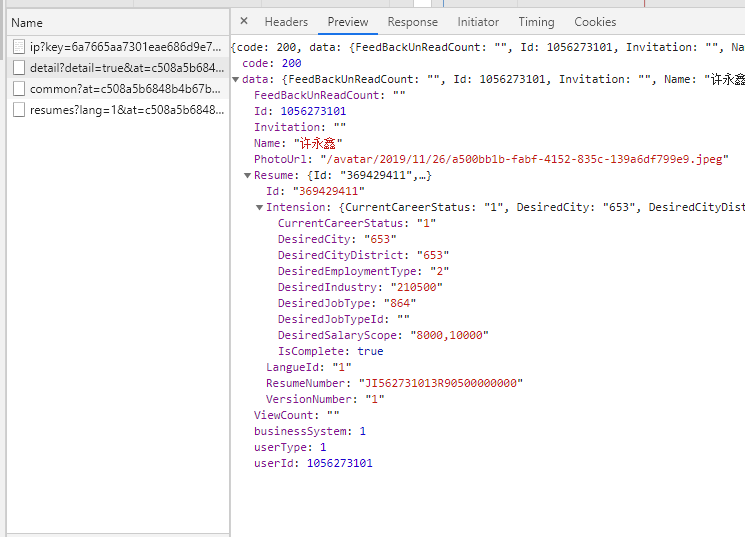 Name
× Headers Preview Response Initiator Timing Cookies
ip?key=6a7665aa7301eae686d9e7...
detail?detail=true&at=c508a5b684...
common?at=c508a5b6848b4b67b...
resumes?lang=1&at=c508a5b6848...
{code: 200, data: {FeedBackUnReadCount: "", Id: 1056273101, Invitation: "", Na
code: 200
data: {FeedBackUnReadCount: "", Id: 1056273101, Invitation: "", Name: "许永鑫
FeedBackUnReadCount: ""
Id: 1056273101
Invitation: ""
Name: "许永鑫"
PhotoUrl: "/avatar/2019/11/26/a500bb1b-fabf-4152-835c-139a6df799e9.jpeg"
Resume: {Id: "369429411",…}
Id: "369429411"
Intension: {CurrentCareerStatus: "1", DesiredCity: "653", DesiredCityDist
CurrentCareerStatus: "1"
DesiredCity: "653"
DesiredCityDistrict: "653"
DesiredEmploymentType: "2"
DesiredIndustry: "210500"
DesiredJobType: "864"
DesiredJobTypeId: ""
DesiredSalaryScope: "8000,10000"
IsComplete: true
LangueId: "1"
ResumeNumber: "JI562731013R90500000000"
VersionNumber: "1"
ViewCount: ""
businessSystem: 1
userType: 1
userId: 1056273101